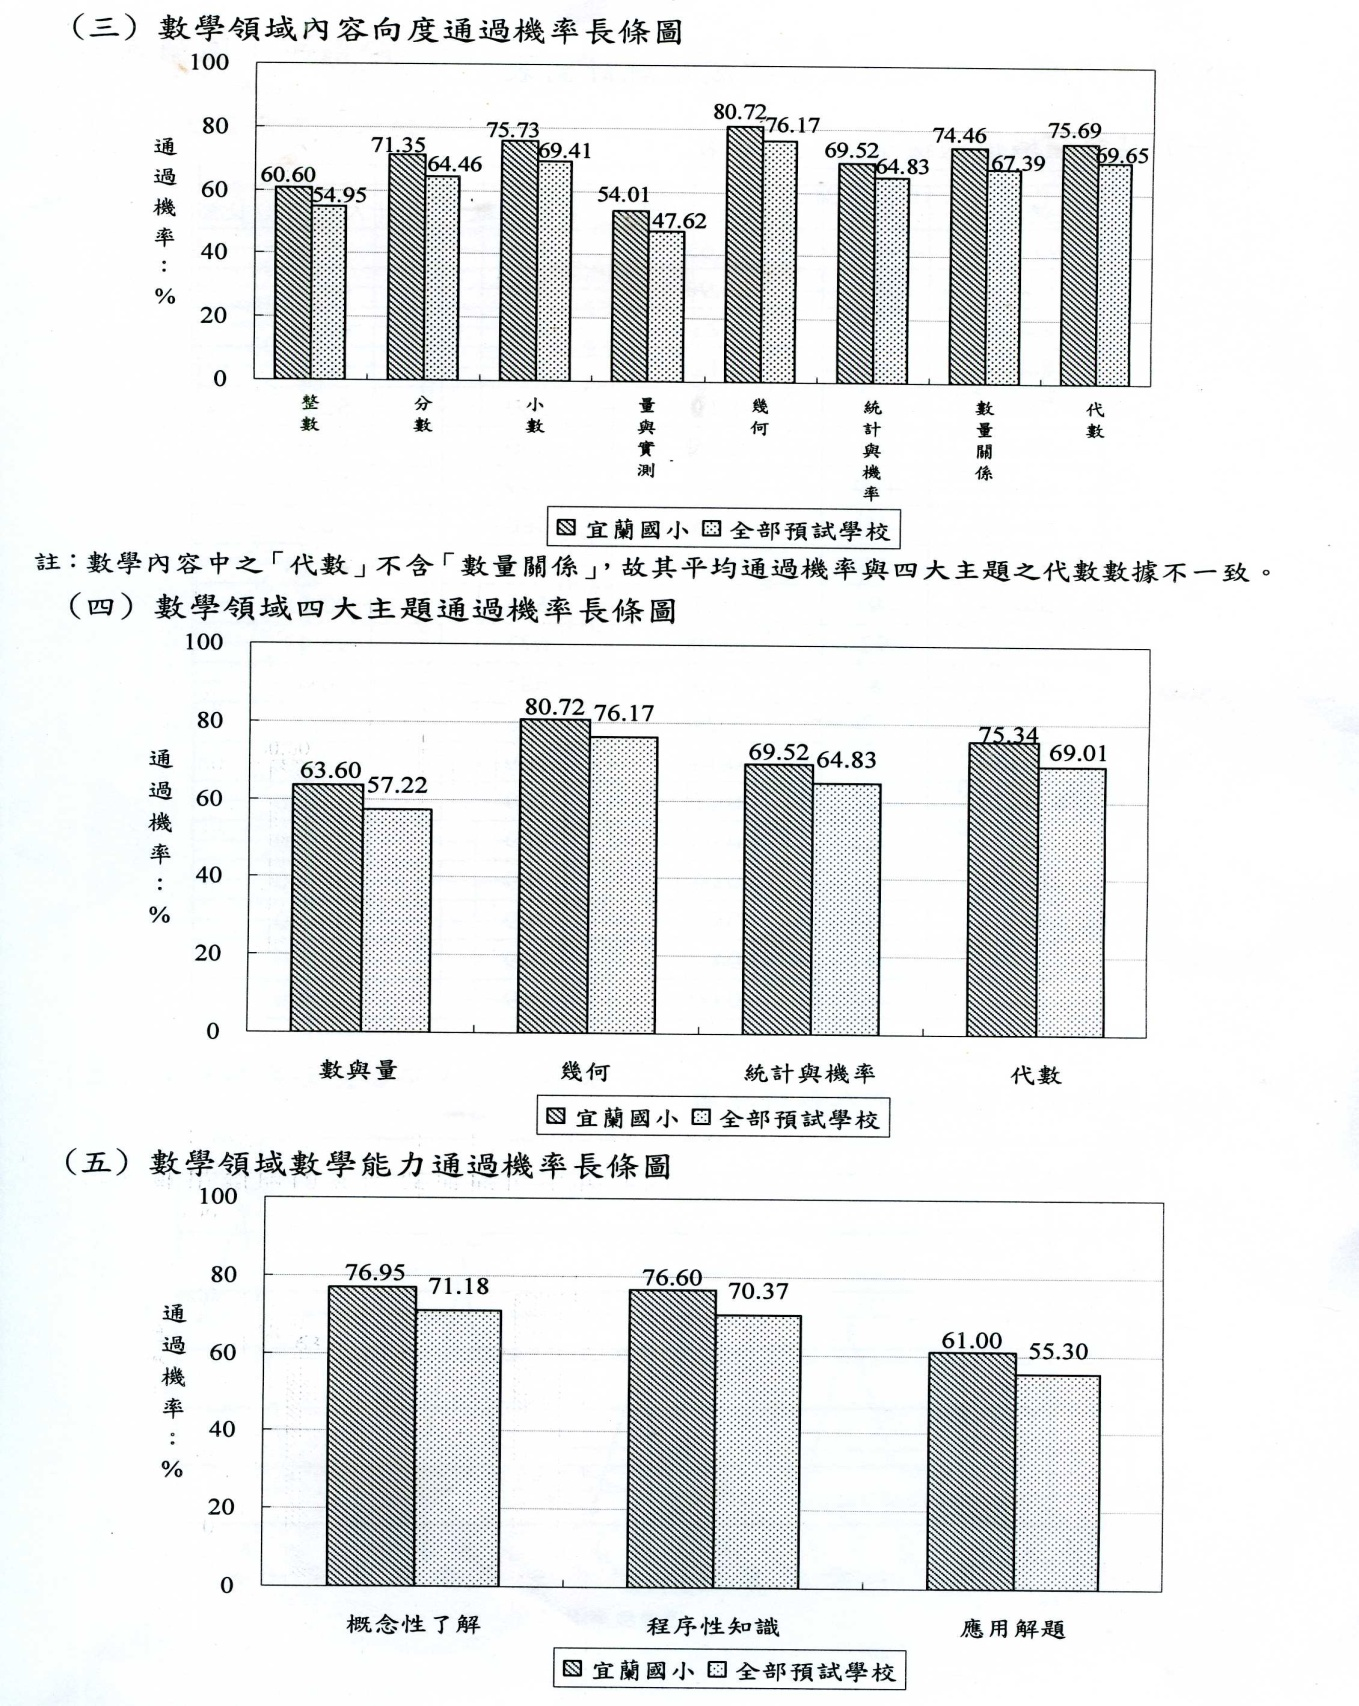 （三）數學領域內容向度通過機率長條圖
100
80
60
40
20
0
通過機率：%
60.60 54.95
71.35 64.46
75.73 69.41
54.01 47.62
80.72 76.17
69.52 64.83
74.46 67.39
75.69 69.65
整數
分數
小數
量與實測
幾何
統計與機率
數量關係
代數
宜蘭國小 全部預試學校
註：數學內容中之「代數」不含「數量關係」，故其平均通過機率與四大主題之代數數據不一致。
（四）數學領域四大主題通過機率長條圖
100
80
60
40
20
0
通過機率：%
63.60 57.22
80.72 76.17
69.52 64.83
75.34 69.01
數與量
幾何
統計與機率
代數
宜蘭國小 全部預試學校
（五）數學領域數學能力通過機率長條圖
100
80
60
40
20
0
通過機率：%
76.95 71.18
76.60 70.37
61.00 55.30
概念性了解
程序性知識
應用解題
宜蘭國小 全部預試學校